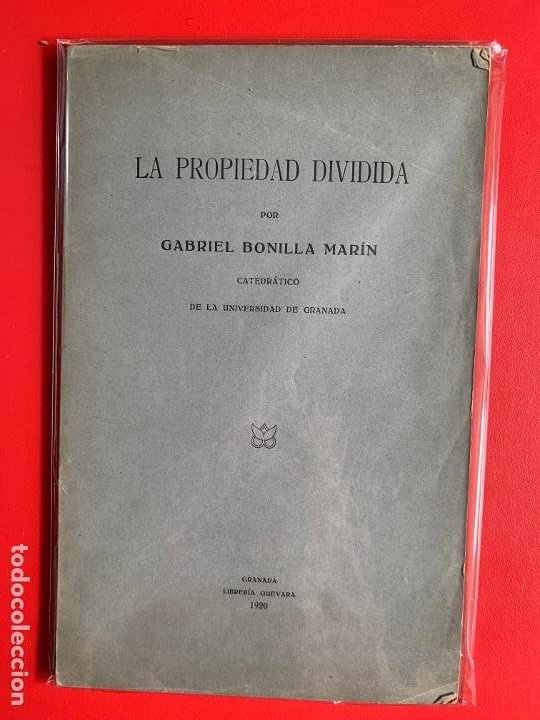 LA PROPIEDAD DIVIDIDA
POR
GABRIEL BONILLA MARÍN
CATEDRÁTICO
DE LA UNIVERSIDAD DE GRANADA
GRANADA
LIBRERÍA GUEVARA
1920
todocoleccion